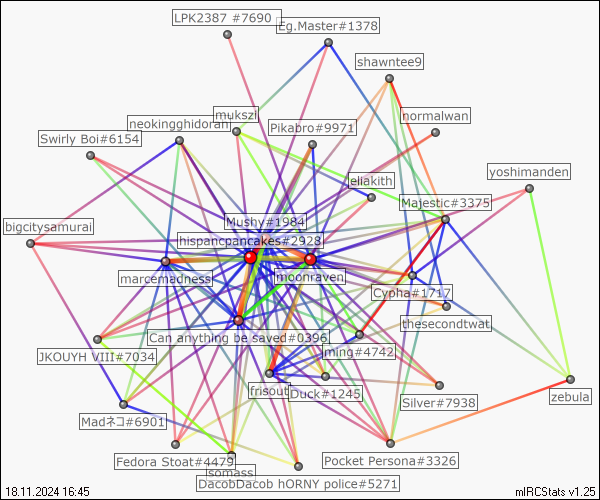 LPK2387 #7690
Eg.Master#1378
shawntee9
mukszil
normalwan
neokingghidorah
Pikabro#9971
Swirly Boi#6154
eliakith
yoshimanden
Majestic#3375
bigcitysamurai
Mushy#1984
hispancpancakes#2928
marcemadness
moonraven
Cypha#1717
thesecondtwat
Can anything be saved#0396
JKOUYH VIII#7034
ming#4742
frisout
Duck#1245
Silver#7938
zebula
Madネコ#6901
Fedora Stoat#4479
Pocket Persona#3326
somass
DacobDacob hORNY police#5271
18.11.2024 16:45
mIRCStats v1.25